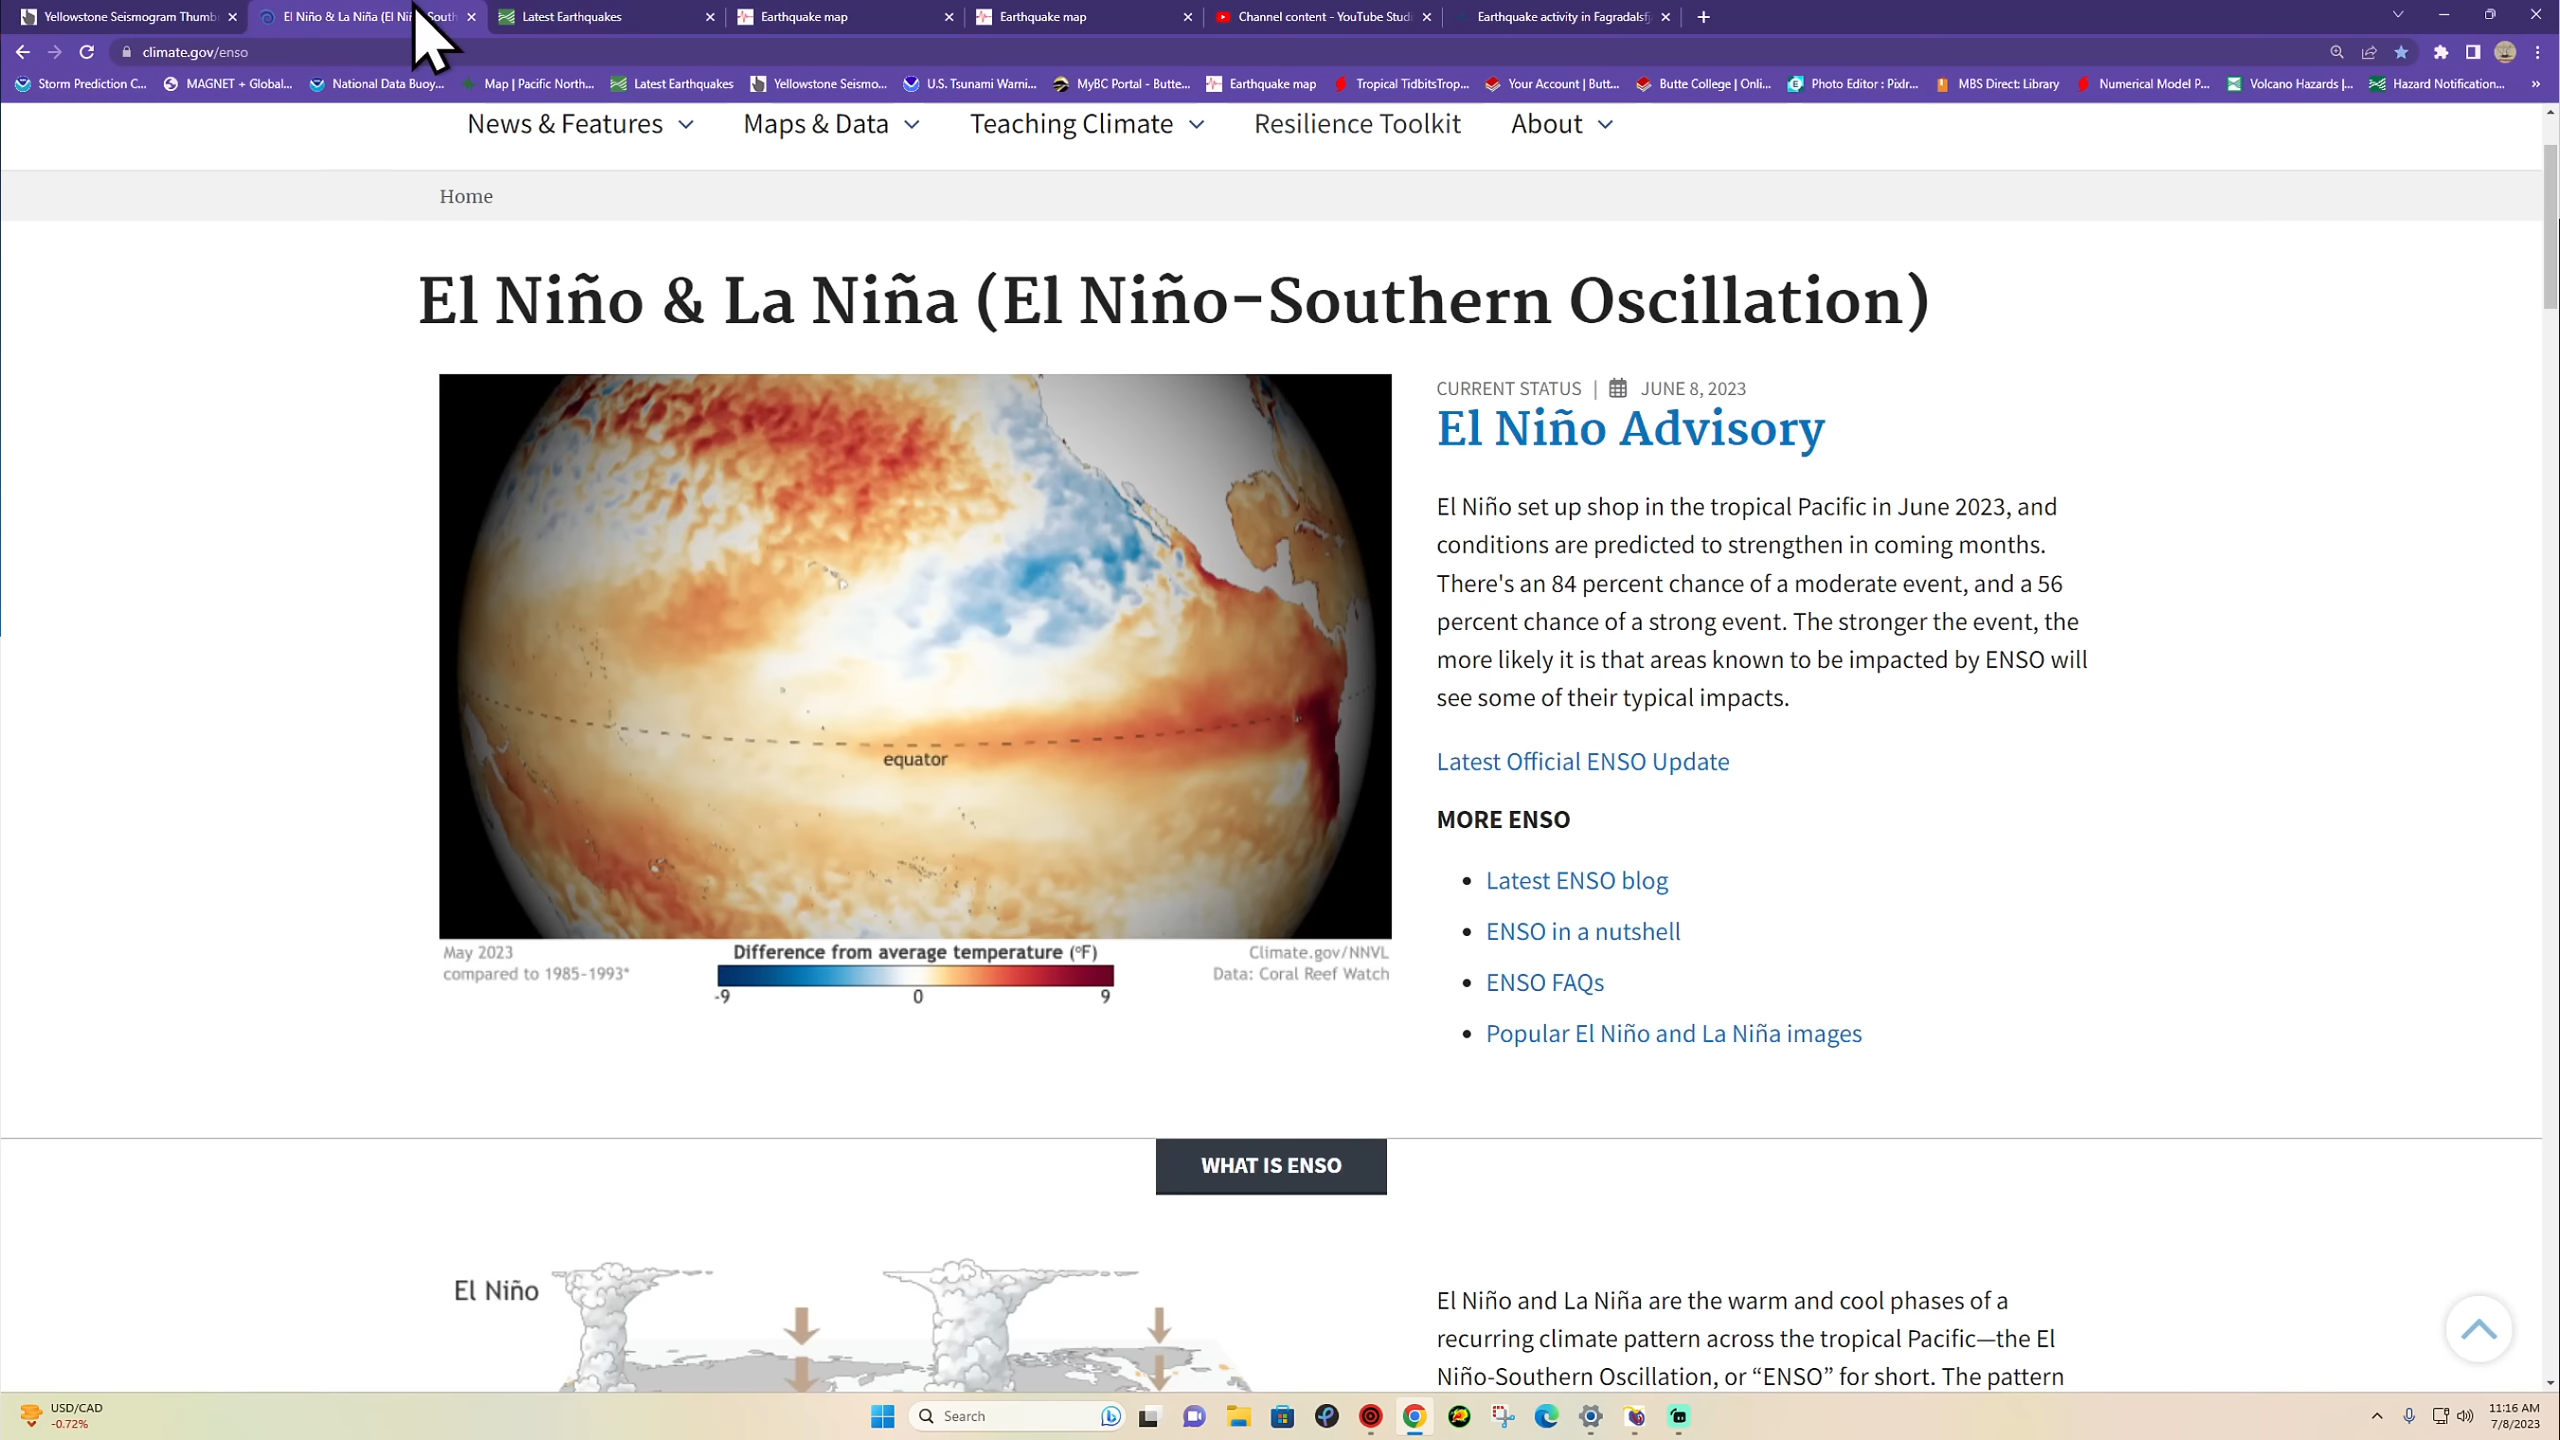 Yellowstone Seismogram Thumb
El Niño & La Niña (El Ni South
Latest Earthquakes
Earthquake map
Earthquake map
Channel content - YouTube Studi
Earthquake activity in Fagradalsfj
climate.gov/enso
Storm Prediction C...
MAGNET + Global...
National Data Buoy...
Map | Pacific North...
Latest Earthquakes
Yellowstone Seismo...
U.S. Tsunami Warni...
MyBC Portal - Butte...
Earthquake map
Tropical TidbitsTrop...
Your Account | Butt...
Butte College | Onli...
Photo Editor : Pixlr...
MBS Direct: Library
Numerical Model P...
Volcano Hazards |...
Hazard Notification...
News & Features
Maps & Data
Teaching Climate
Resilience Toolkit
About
Home
El Niño & La Niña (El Niño-Southern Oscillation)
equator
May 2023
compared to 1985-1993*
Difference from average temperature (°F)
-9 0 9
Climate.gov/NNVL
Data: Coral Reef Watch
CURRENT STATUS | JUNE 8, 2023
El Niño Advisory
El Niño set up shop in the tropical Pacific in June 2023, and
conditions are predicted to strengthen in coming months.
There's an 84 percent chance of a moderate event, and a 56
percent chance of a strong event. The stronger the event, the
more likely it is that areas known to be impacted by ENSO will
see some of their typical impacts.
Latest Official ENSO Update
MORE ENSO
• Latest ENSO blog
• ENSO in a nutshell
• ENSO FAQs
• Popular El Niño and La Niña images
WHAT IS ENSO
El Niño
El Niño and La Niña are the warm and cool phases of a
recurring climate pattern across the tropical Pacific—the El
Niño-Southern Oscillation, or “ENSO” for short. The pattern
USD/CAD
-0.72%
Search
11:16 AM
7/8/2023